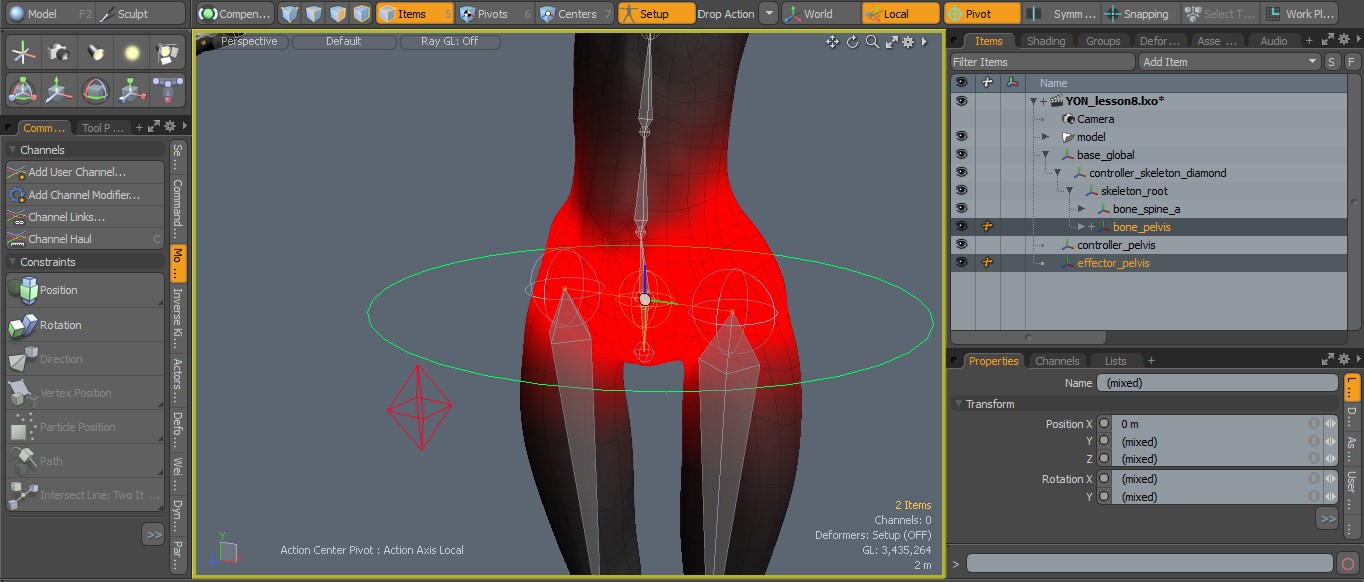 Model F2 Sculpt Compen... Items 5 Pivots 6 Centers 7 Setup Drop Action World Local Pivot Symm ... Snapping Select T... Work Pl...
Perspective Default Ray GL: Off
Items Shading Groups Defor ... Asse ... Audio +
Filter Items Add Item S F
Name
YON_lesson8.lxo*
Camera
model
base_global
controller_skeleton_diamond
skeleton_root
bone_spine_a
bone_pelvis
controller_pelvis
effector_pelvis
Comm... Tool P ... +
Channels
Add User Channel...
Add Channel Modifier...
Channel Links...
Channel Haul C
Constraints
Position
Rotation
Direction
Vertex Position
Particle Position
Path
Intersect Line: Two It ...
>>
Se ...
Command...
Mo ...
Inverse Ki...
Actors...
Defo ...
Wei ...
Dyn...
Par ...
Y
Action Center Pivot : Action Axis Local
2 Items
Channels: 0
Deformers: Setup (OFF)
GL: 3,435,264
2 m
Properties Channels Lists +
Name (mixed)
Transform
Position X 0 m
Y (mixed)
Z (mixed)
Rotation X (mixed)
Y (mixed)
>>
L...
D...
As...
User ...
>